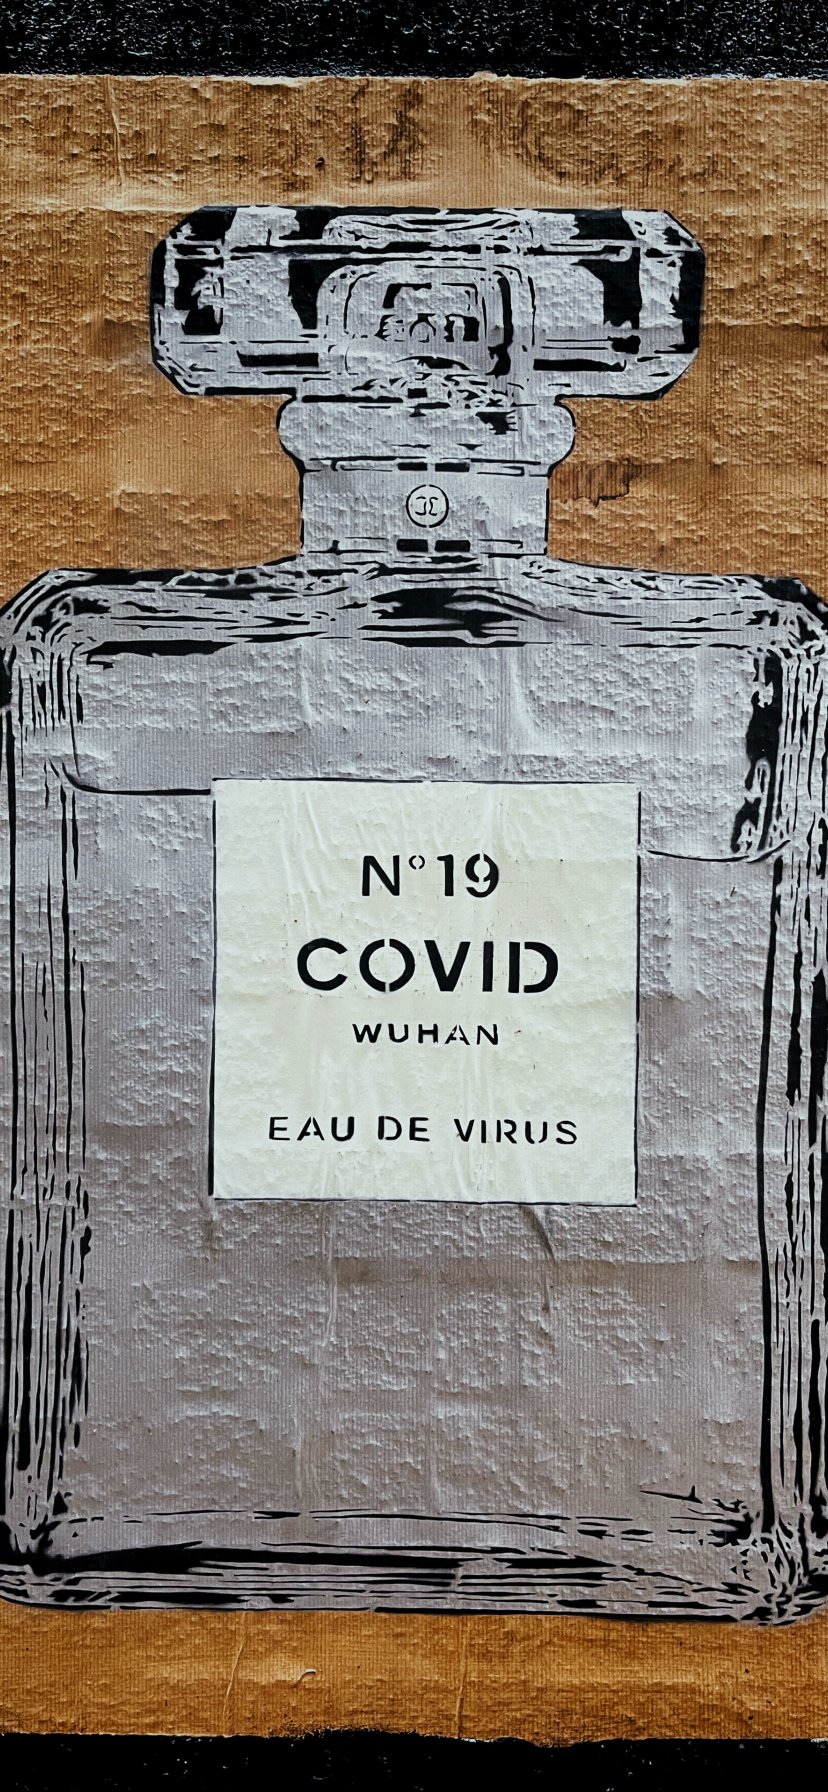 N°19
COVID
WUHAN
EAU DE VIRUS